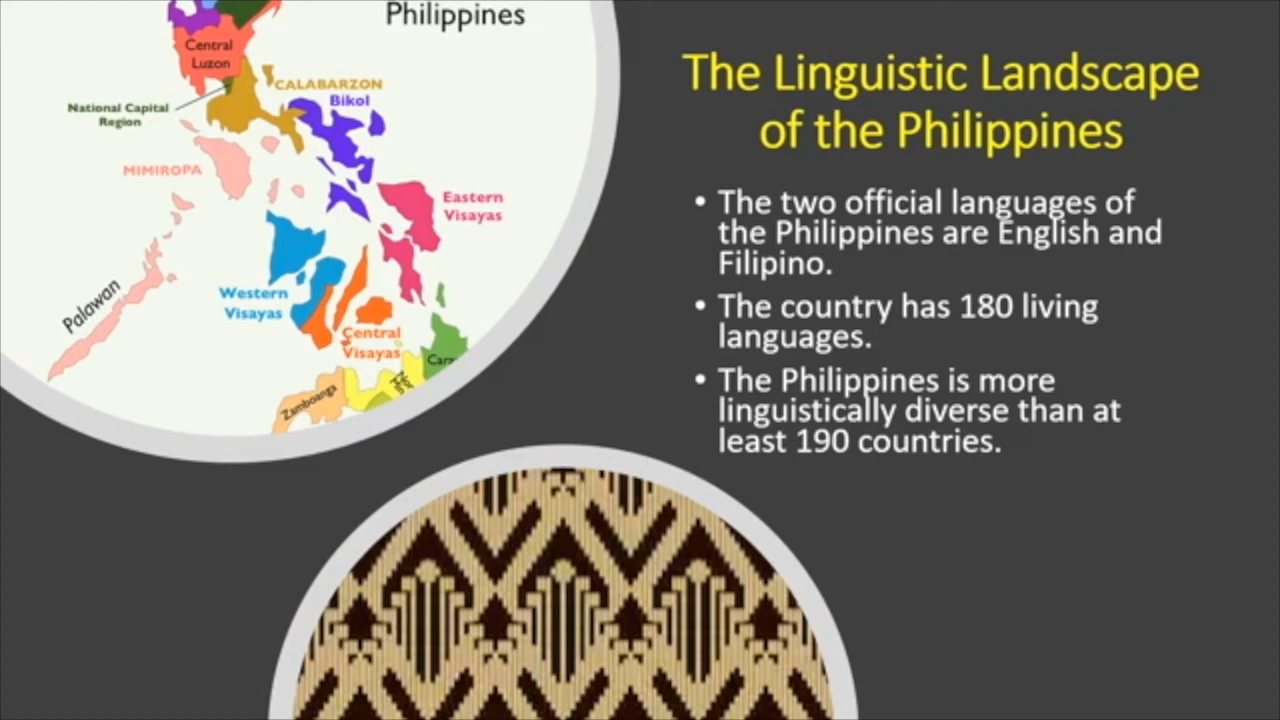 Philippines
Central
Luzon
CALABARZON
Bikol
National Capital
Region
MIMIROPA
Eastern
Visayas
Palawan
Western
Visayas
Central
Visayas
Zamboanga
The Linguistic Landscape
of the Philippines
• The two official languages of
the Philippines are English and
Filipino.
• The country has 180 living
languages.
• The Philippines is more
linguistically diverse than at
least 190 countries.